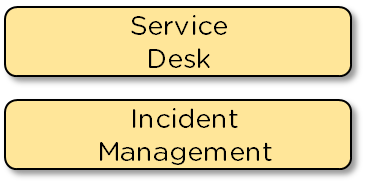 Service
Desk
Incident
Management